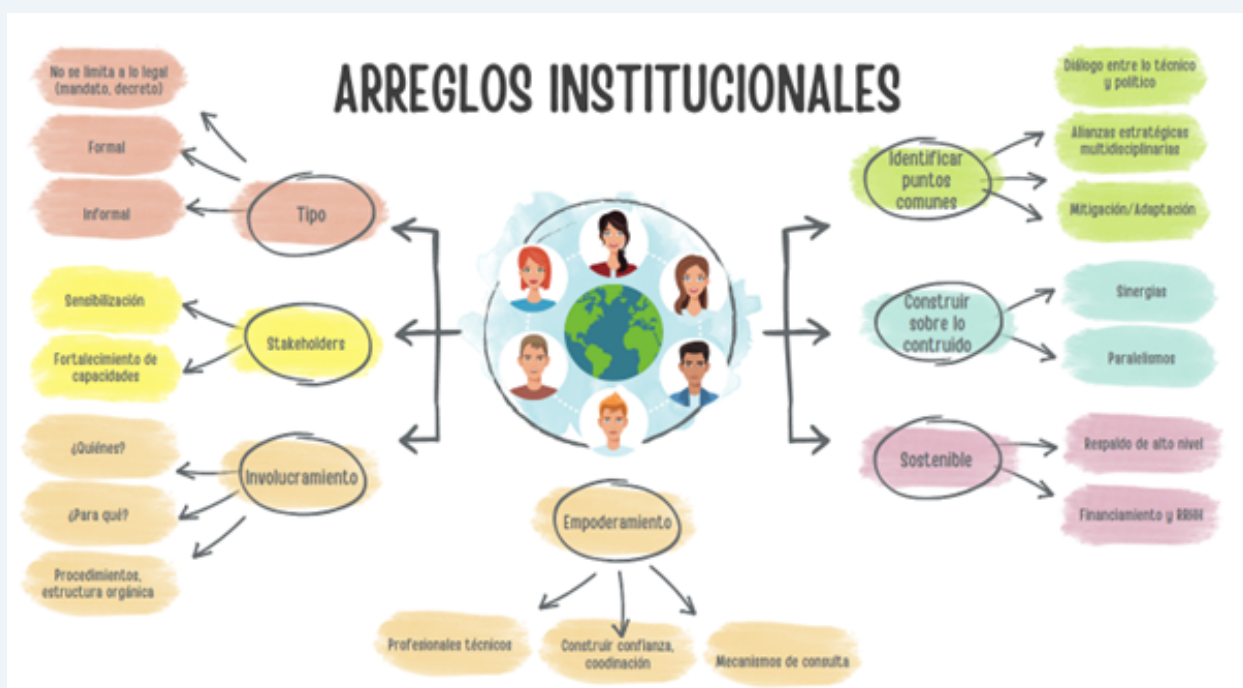 ARREGLOS INSTITUCIONALES
No se limita a lo legal
(mandato, decreto)
Formal
Informal
Tipo
Sensibilización
Fortalecimiento de
capacidades
Stakeholders
¿Quiénes?
¿Para qué?
Procedimientos,
estructura orgánica
Involucramiento
Empoderamiento
Profesionales técnicos
Construir confianza,
coodinación
Mecanismos de consulta
Identificar
puntos
comunes
Diálogo entre lo técnico
y político
Alianzas estratégicas
multidisciplinarias
Mitigación/Adaptación
Construir
sobre lo
contruido
Sinergias
Paralelismos
Sostenible
Respaldo de alto nivel
Financiamiento y RRHH